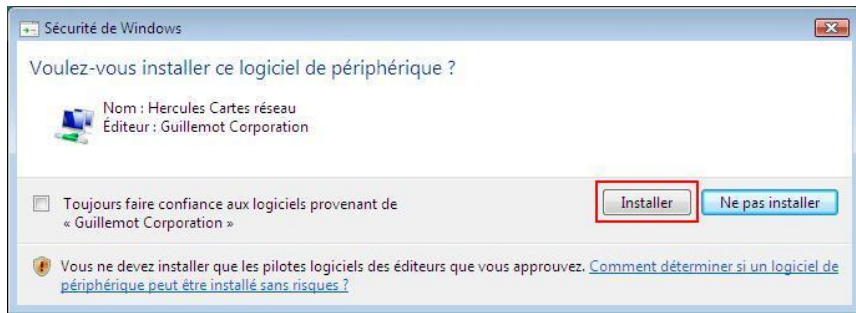 Sécurité de Windows
Voulez-vous installer ce logiciel de périphérique ?
Nom : Hercules Cartes réseau
Éditeur : Guillemot Corporation
Toujours faire confiance aux logiciels provenant de
« Guillemot Corporation »
Installer
Ne pas installer
Vous ne devez installer que les pilotes logiciels des éditeurs que vous approuvez. Comment déterminer si un logiciel de
périphérique peut être installé sans risques ?